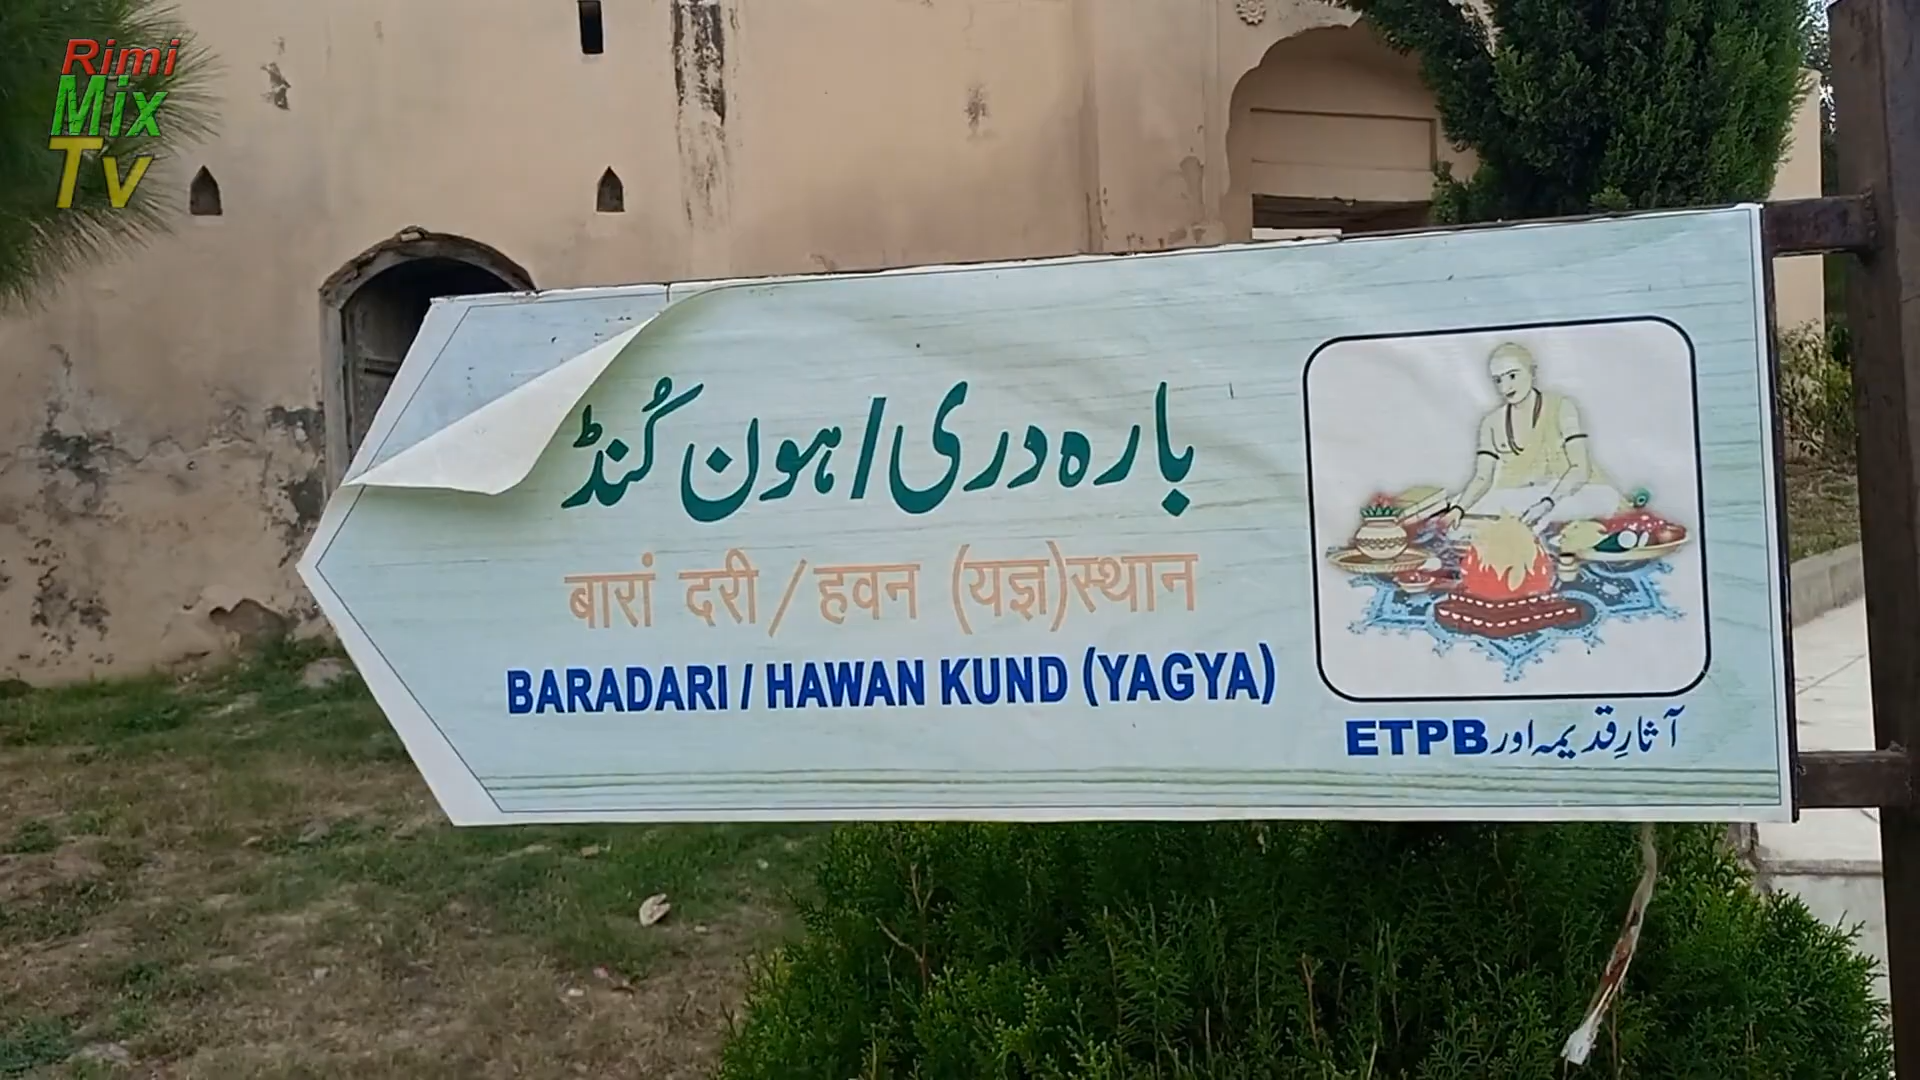 Rimi
Mix
Tv
بارہ دری/ہون کُنڈ
बारां दरी/हवन (यज्ञ)स्थान
BARADARI / HAWAN KUND (YAGYA)
آثارِ قدیمہ اور ETPB